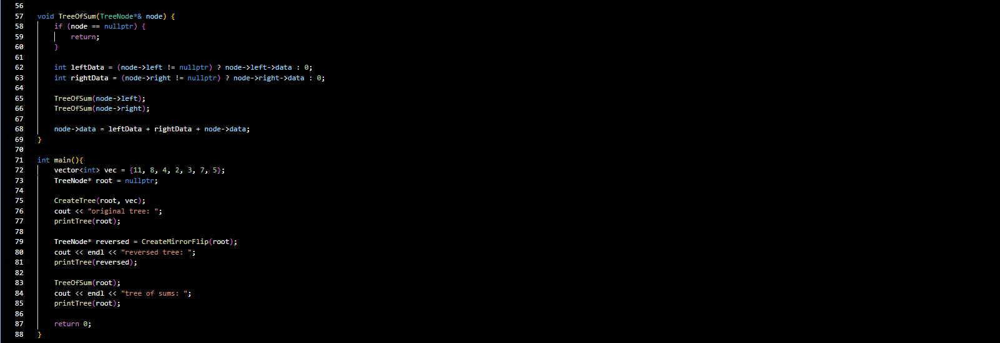 56
57 void TreeOfSum(TreeNode*& node) {
58     if (node == nullptr) {
59         return;
60     }
61
62     int leftData = (node->left != nullptr) ? node->left->data : 0;
63     int rightData = (node->right != nullptr) ? node->right->data : 0;
64
65     TreeOfSum(node->left);
66     TreeOfSum(node->right);
67
68     node->data = leftData + rightData + node->data;
69 }
70
71 int main(){
72     vector<int> vec = {11, 8, 4, 2, 3, 7, 5};
73     TreeNode* root = nullptr;
74
75     CreateTree(root, vec);
76     cout << "original tree: ";
77     printTree(root);
78
79     TreeNode* reversed = CreateMirrorFlip(root);
80     cout << endl << "reversed tree: ";
81     printTree(reversed);
82
83     TreeOfSum(root);
84     cout << endl << "tree of sums: ";
85     printTree(root);
86
87     return 0;
88 }